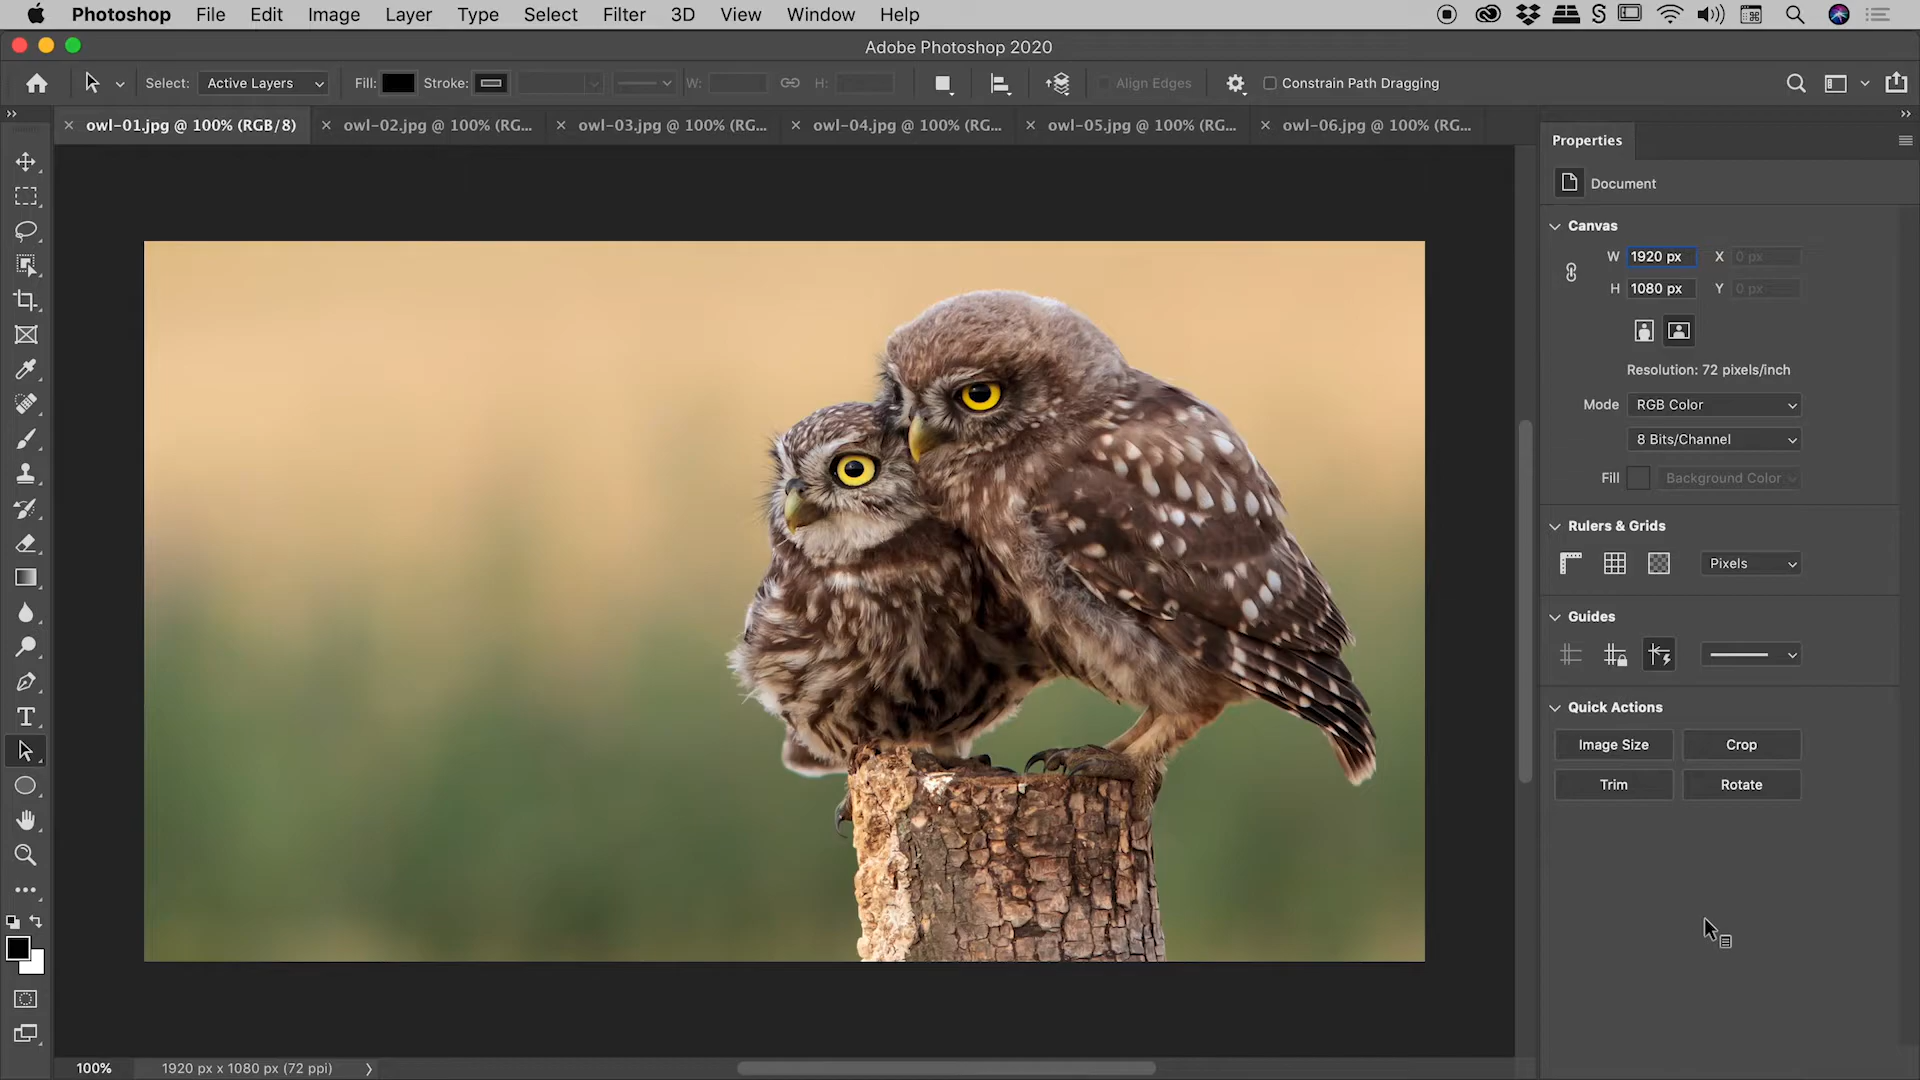 Photoshop File Edit Image Layer Type Select Filter 3D View Window Help
Adobe Photoshop 2020
Select: Active Layers Fill: Stroke: W: H: Align Edges Constrain Path Dragging
owl-01.jpg @ 100% (RGB/8) owl-02.jpg @ 100% (RG... owl-03.jpg @ 100% (RG... owl-04.jpg @ 100% (RG... owl-05.jpg @ 100% (RG... owl-06.jpg @ 100% (RG...
Properties
Document
Canvas
W 1920 px X 0 px
H 1080 px Y 0 px
Resolution: 72 pixels/inch
Mode RGB Color
8 Bits/Channel
Fill Background Color
Rulers & Grids
Pixels
Guides
Quick Actions
Image Size Crop
Trim Rotate
100% 1920 px x 1080 px (72 ppi)